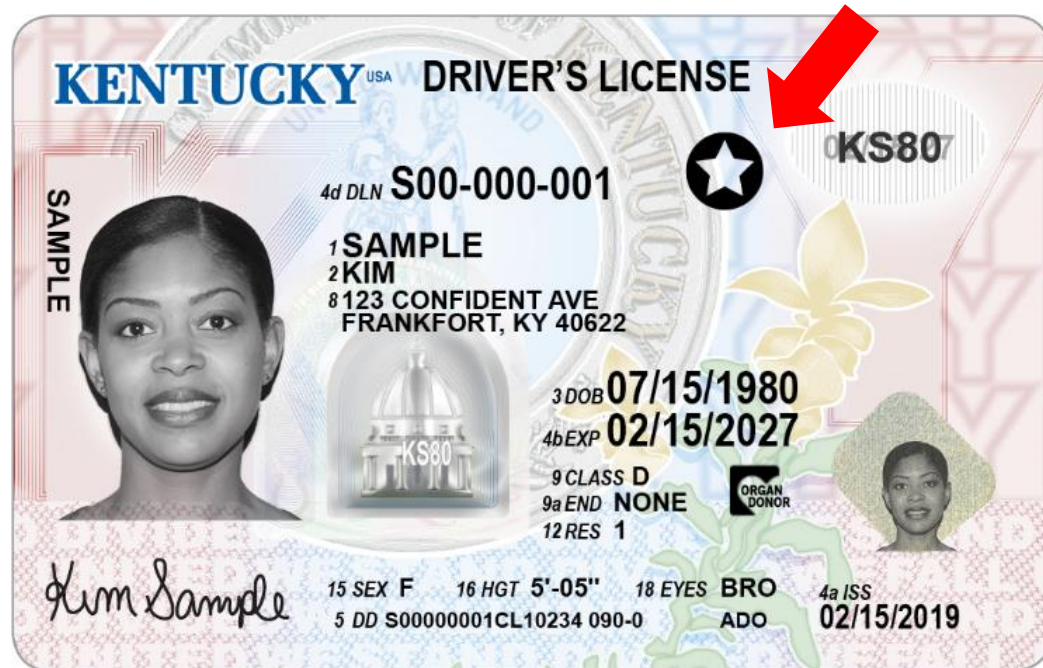 KENTUCKY USA DRIVER'S LICENSE
KS80
4d DLN S00-000-001
SAMPLE
1 SAMPLE
2 KIM
8 123 CONFIDENT AVE
FRANKFORT, KY 40622
3 DOB 07/15/1980
4b EXP 02/15/2027
KS80
9 CLASS D
ORGAN DONOR
9a END NONE
12 RES 1
Kim Sample
15 SEX F 16 HGT 5'-05" 18 EYES BRO 4a ISS
5 DD S00000001CL10234 090-0 ADO 02/15/2019